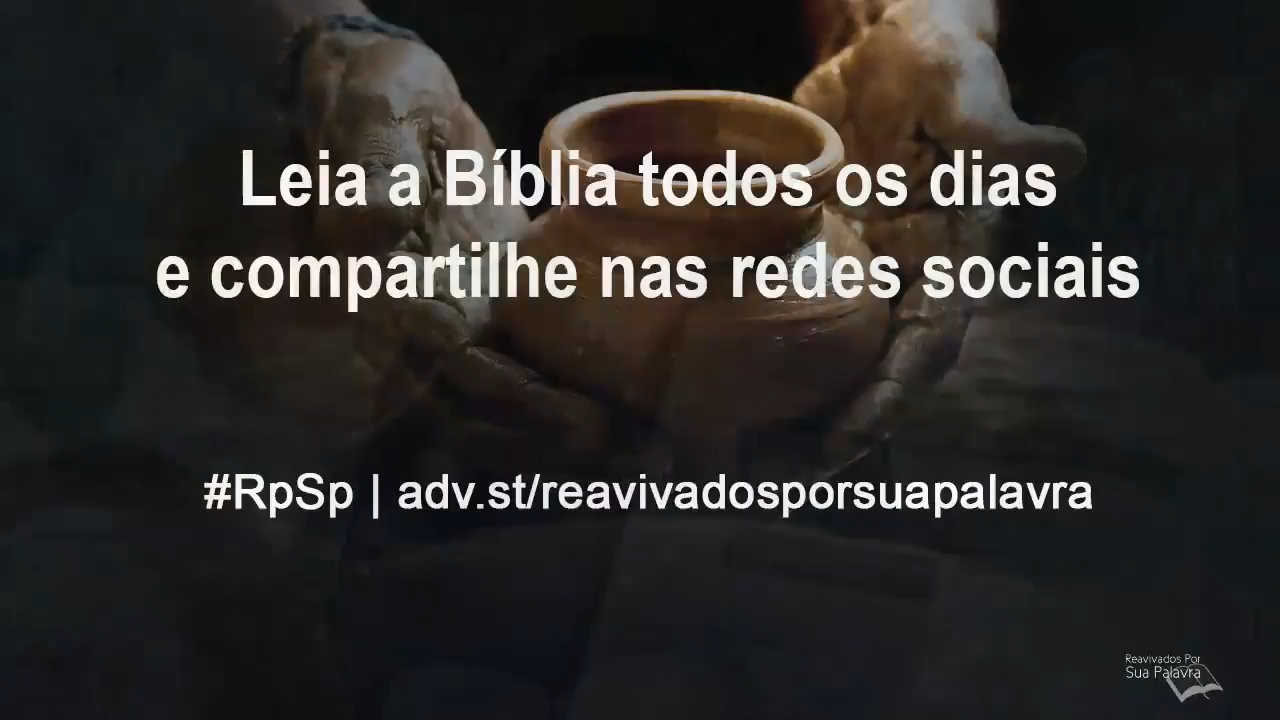 Leia a Bíblia todos os dias
e compartilhe nas redes sociais
#RpSp | adv.st/reavivadosporsuapalavra
Reavivados Por
Sua Palavra